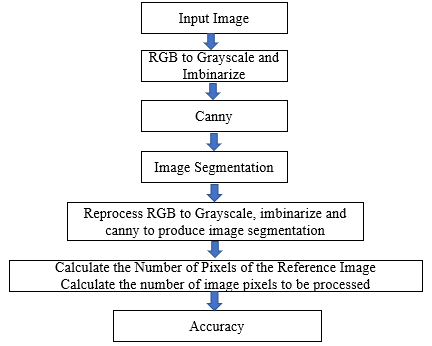 Input Image
RGB to Grayscale and
Imbinarize
Canny
Image Segmentation
Reprocess RGB to Grayscale, imbinarize and
canny to produce image segmentation
Calculate the Number of Pixels of the Reference Image
Calculate the number of image pixels to be processed
Accuracy